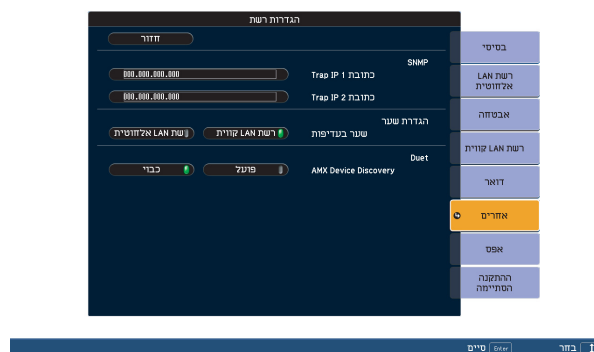 הגדרות רשת
חזור
SNMP
כתובת Trap IP 1 000.000.000.000
כתובת Trap IP 2 000.000.000.000
הגדרת שער
שער בעדיפות רשת LAN קווית רשת LAN אלחוטית
Duet
AMX Device Discovery פועל כבוי
בסיסי
רשת LAN
אלחוטית
אבטחה
רשת LAN קווית
דואר
אחרים
אפס
ההתקנה
הסתיימה
בחר Enter סיים